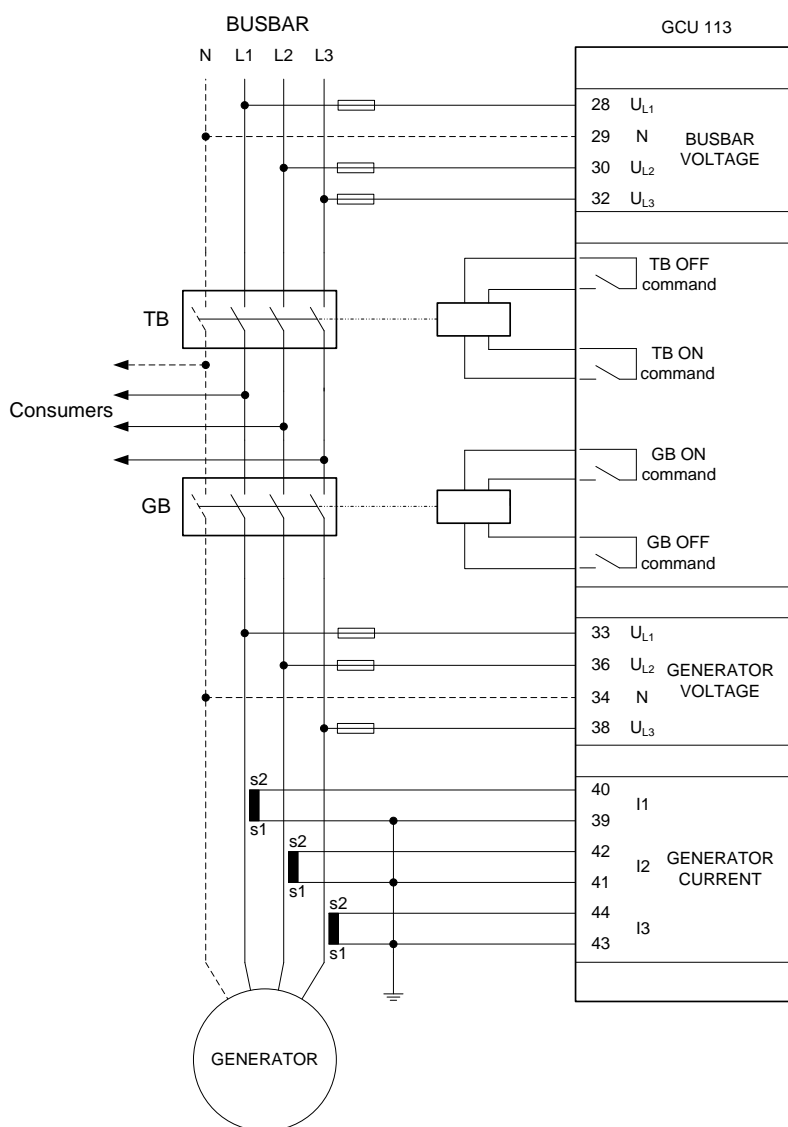 BUSBAR
GCU 113
N L1 L2 L3
28 UL1
29 N
30 UL2
32 UL3
BUSBAR
VOLTAGE
TB OFF
command
TB
TB ON
command
Consumers
GB ON
command
GB
GB OFF
command
33 UL1
36 UL2
34 N
38 UL3
GENERATOR
VOLTAGE
s2
s1
s2
s1
s2
s1
40
39
I1
42
41
I2
44
43
I3
GENERATOR
CURRENT
GENERATOR